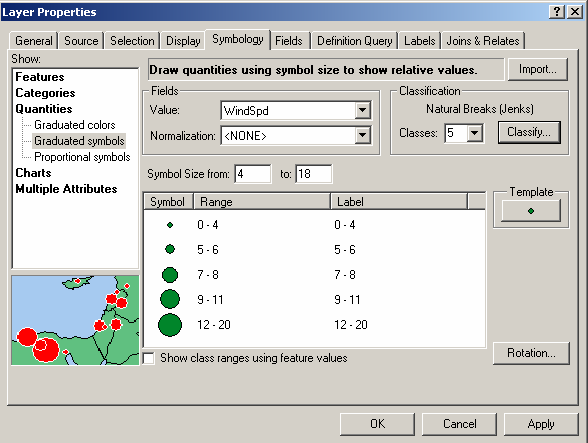 Layer Properties
General Source Selection Display Symbology Fields Definition Query Labels Joins & Relates
Show:
Features
Categories
Quantities
Graduated colors
Graduated symbols
Proportional symbols
Charts
Multiple Attributes
Draw quantities using symbol size to show relative values.
Import...
Fields
Value: WindSpd
Normalization: <NONE>
Classification
Natural Breaks (Jenks)
Classes: 5 Classify...
Symbol Size from: 4 to: 18
Symbol Range Label
0 - 4 0 - 4
5 - 6 5 - 6
7 - 8 7 - 8
9 - 11 9 - 11
12 - 20 12 - 20
Template
Show class ranges using feature values
Rotation...
OK Cancel Apply